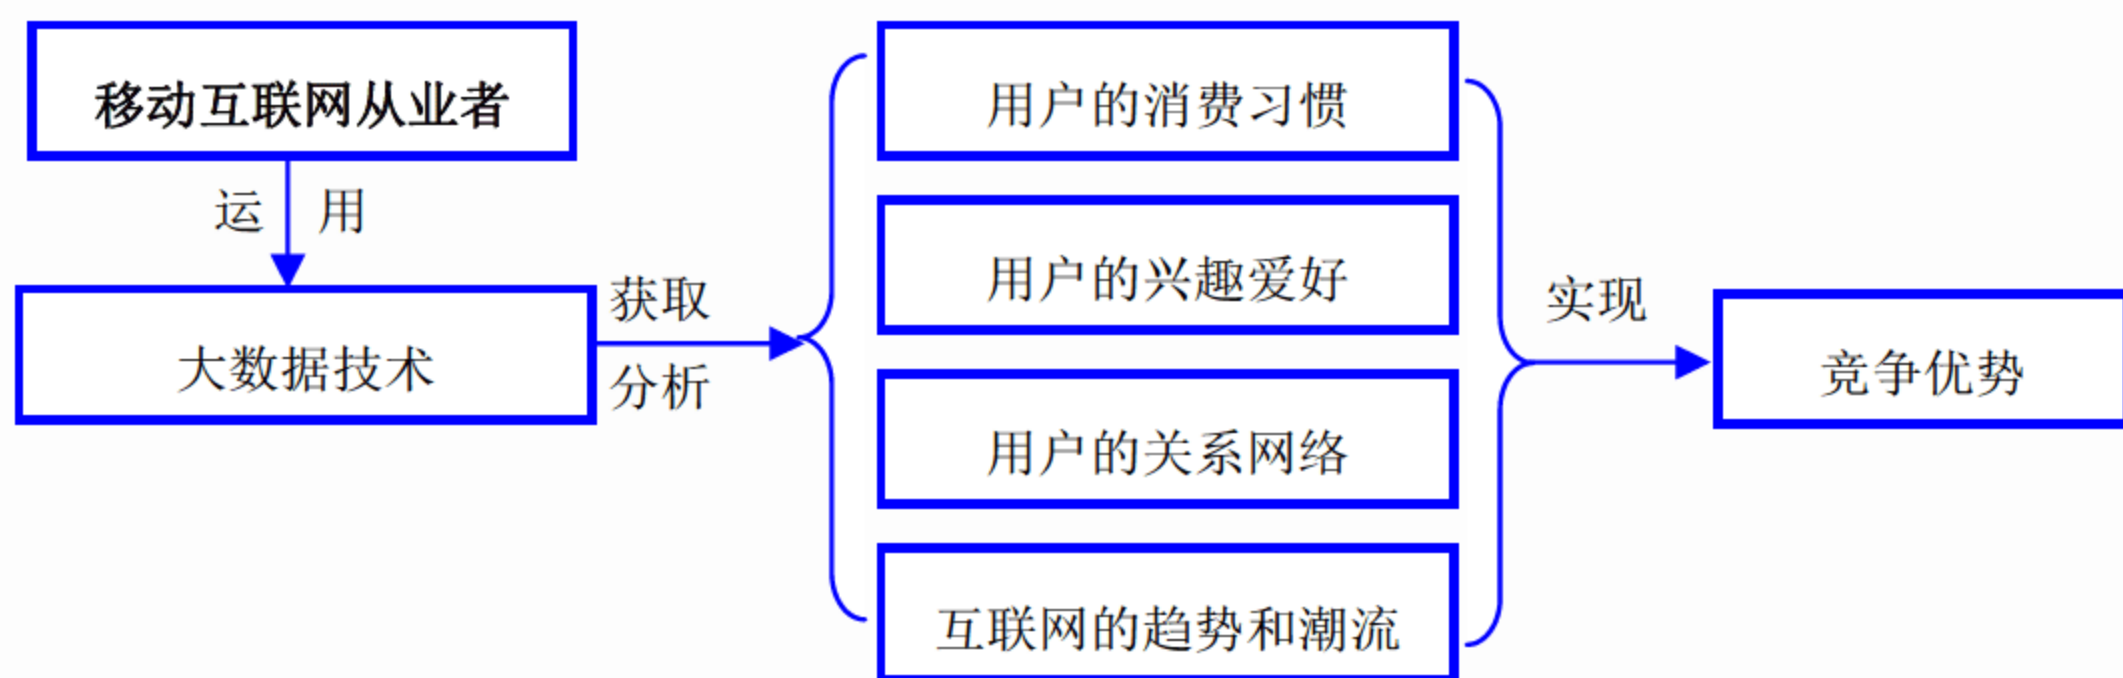 移动互联网从业者
运 用
大数据技术
获取
分析
用户的消费习惯
用户的兴趣爱好
用户的关系网络
互联网的趋势和潮流
实现
竞争优势